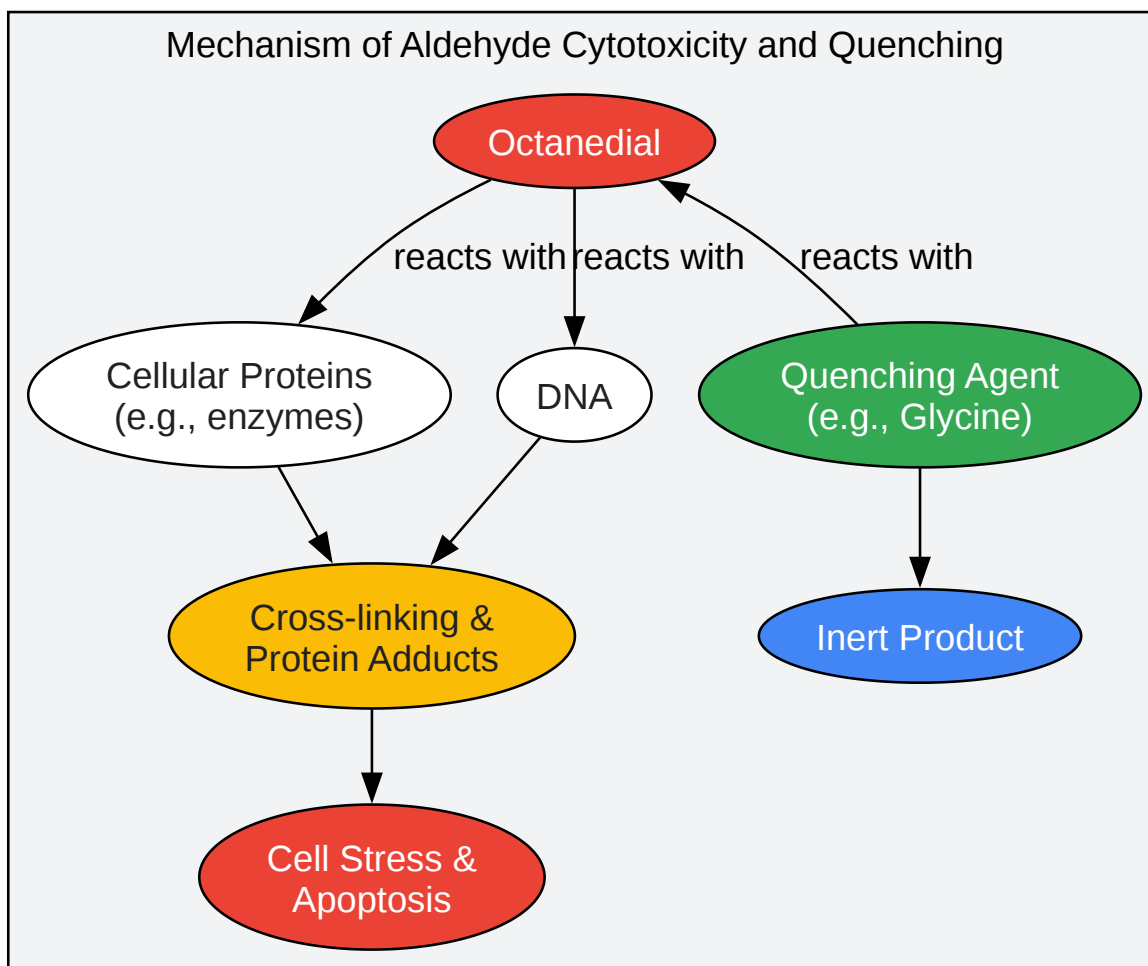 Mechanism of Aldehyde Cytotoxicity and Quenching
Octanedial
reacts with
reacts with
reacts with
Cellular Proteins
(e.g., enzymes)
DNA
Quenching Agent
(e.g., Glycine)
Cross-linking &
Protein Adducts
Inert Product
Cell Stress &
Apoptosis